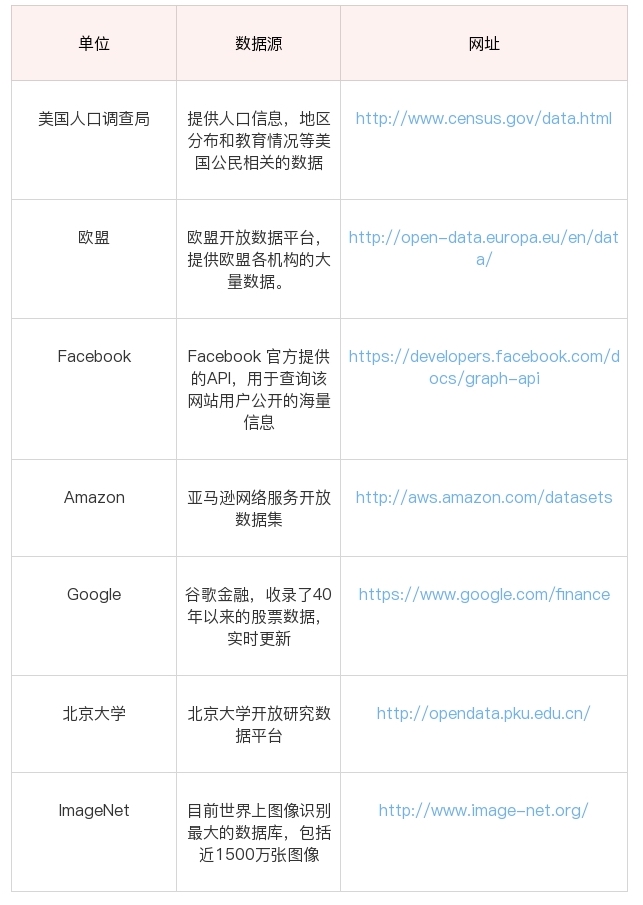 单位
数据源
网址
美国人口调查局
提供人口信息，地区
分布和教育情况等美
国公民相关的数据
http://www.census.gov/data.html
欧盟
欧盟开放数据平台，
提供欧盟各机构的大
量数据。
http://open-data.europa.eu/en/dat
a/
Facebook
Facebook 官方提供
的API，用于查询该
网站用户公开的海量
信息
https://developers.facebook.com/d
ocs/graph-api
Amazon
亚马逊网络服务开放
数据集
http://aws.amazon.com/datasets
Google
谷歌金融，收录了40
年以来的股票数据，
实时更新
https://www.google.com/finance
北京大学
北京大学开放研究数
据平台
http://opendata.pku.edu.cn/
ImageNet
目前世界上图像识别
最大的数据库，包括
近1500万张图像
http://www.image-net.org/